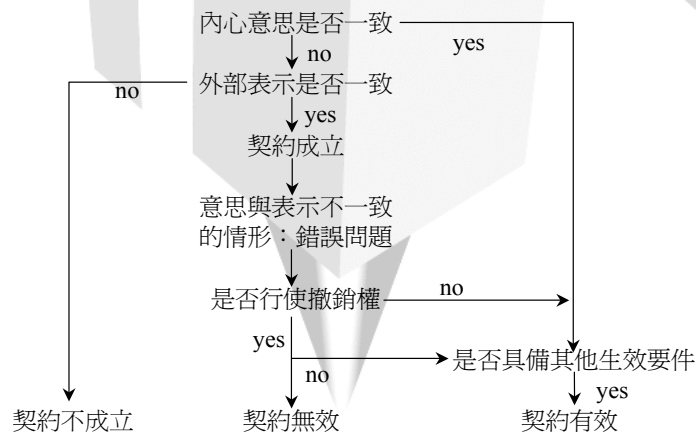 內心意思是否一致
yes
no
no
外部表示是否一致
yes
契約成立
意思與表示不一致
的情形：錯誤問題
是否行使撤銷權
no
yes
是否具備其他生效要件
no
yes
契約不成立
契約無效
契約有效